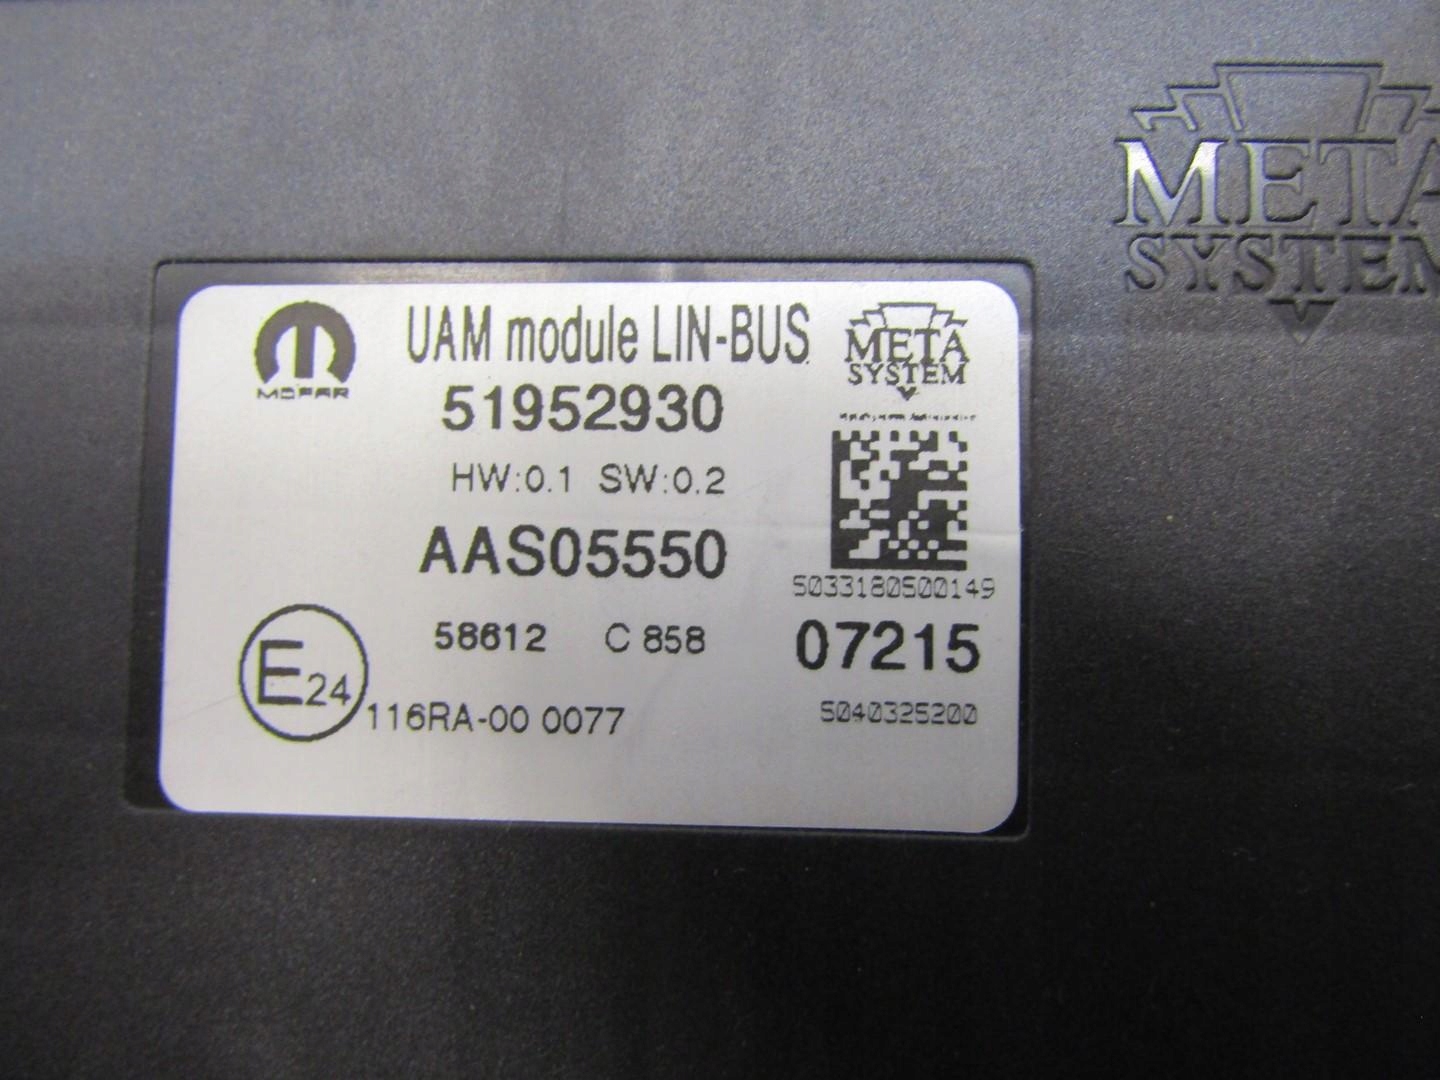 META
SYSTEM
MOPAR
UAM module LIN-BUS
META
SYSTEM
51952930
HW:0.1 SW:0.2
AAS05550
5033180500149
58612 C 858
07215
E24
116RA-00 0077
5040325200